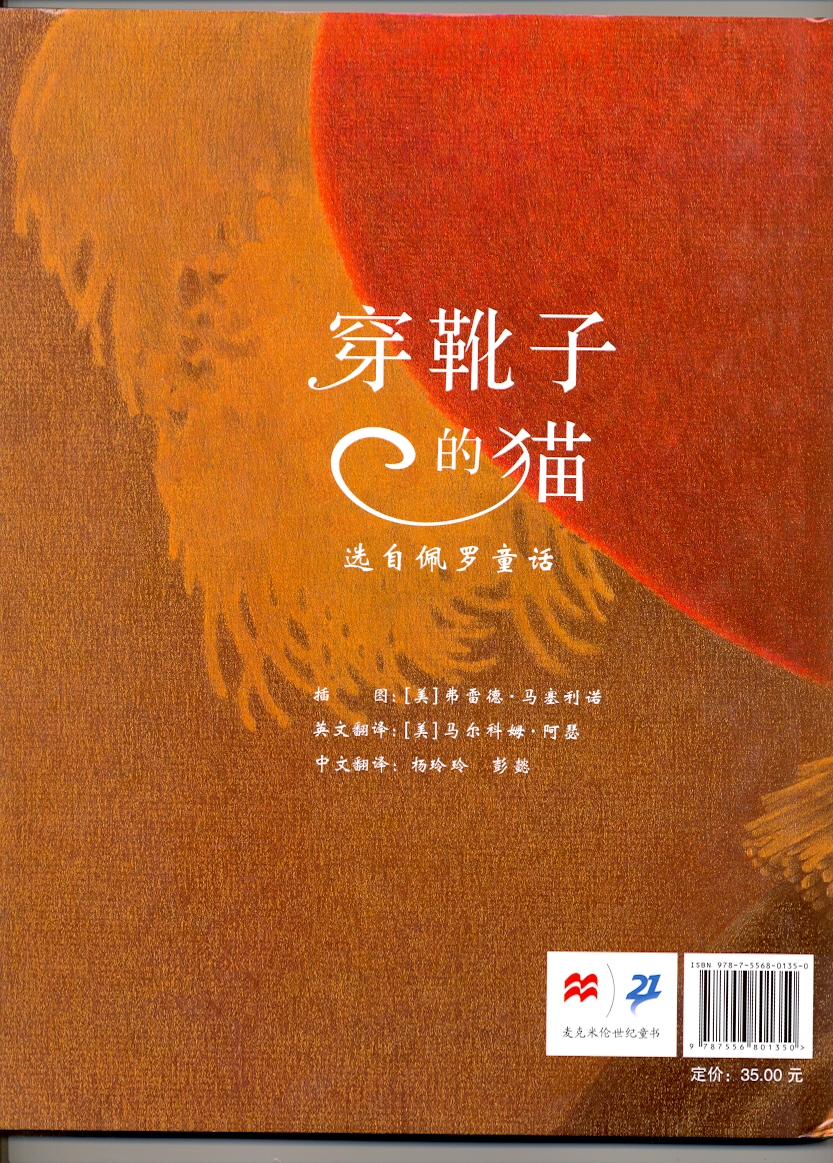 穿靴子
的猫
选自佩罗童话
插　　图：[美]弗雷德·马塞利诺
英文翻译：[美]马尔科姆·阿瑟
中文翻译：杨玲玲　彭懿
21
麦克米伦世纪童书
ISBN 978-7-5568-0135-0
9 787556 801350 >
定价：35.00 元